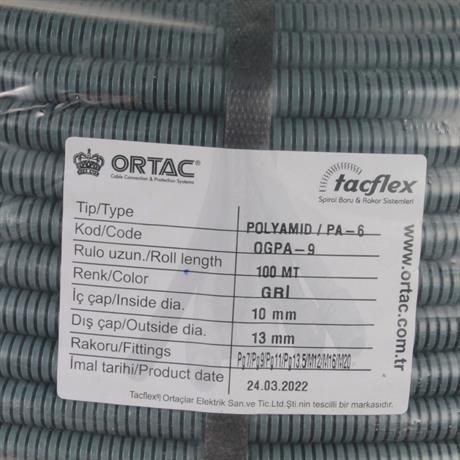 ORTAC®
Cable Connection & Protection Systems
tacflex
Spiral Boru & Rakor Sistemleri
Tip/Type POLYAMID / PA-6
Kod/Code OGPA-9
Rulo uzun./Roll length 100 MT
Renk/Color GRİ
İç çap/Inside dia. 10 mm
Dış çap/Outside dia. 13 mm
Rakoru/Fittings Pg7/Pg9/Pg11/Pg13.5/M12/M16/M20
İmal tarihi/Product date 24.03.2022
Tacflex® Ortaçlar Elektrik San.ve Tic.Ltd.Şti.nin tescilli bir markasıdır.
www.ortac.com.tr